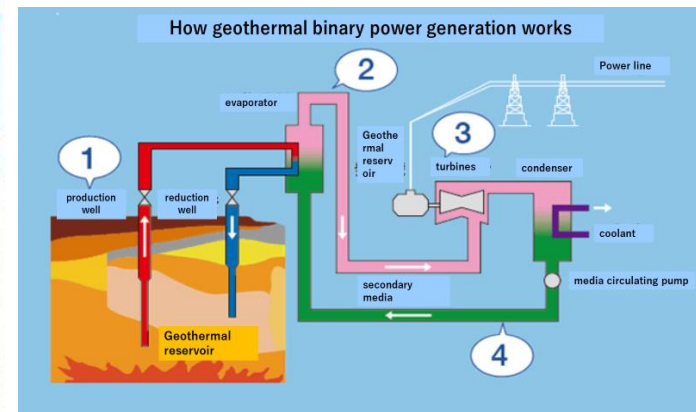 How geothermal binary power generation works
2
Power line
evaporator
Geothe
rmal
reserv
oir
3
1
turbines
condenser
production
well
reduction
well
coolant
secondary
media
media circulating pump
Geothermal
reservoir
4